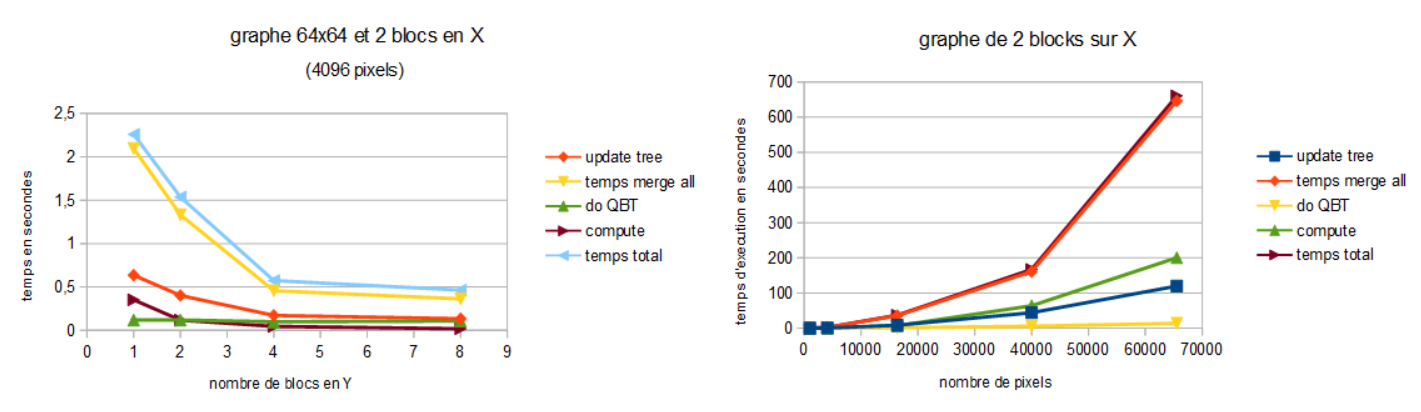 graphe 64x64 et 2 blocs en X
(4096 pixels)
temps en secondes
2,5
2
1,5
1
0,5
0
0 1 2 3 4 5 6 7 8 9
nombre de blocs en Y
update tree
temps merge all
do QBT
compute
temps total
graphe de 2 blocks sur X
temps d'execution en secondes
700
600
500
400
300
200
100
0
0 10000 20000 30000 40000 50000 60000 70000
nombre de pixels
update tree
temps merge all
do QBT
compute
temps total